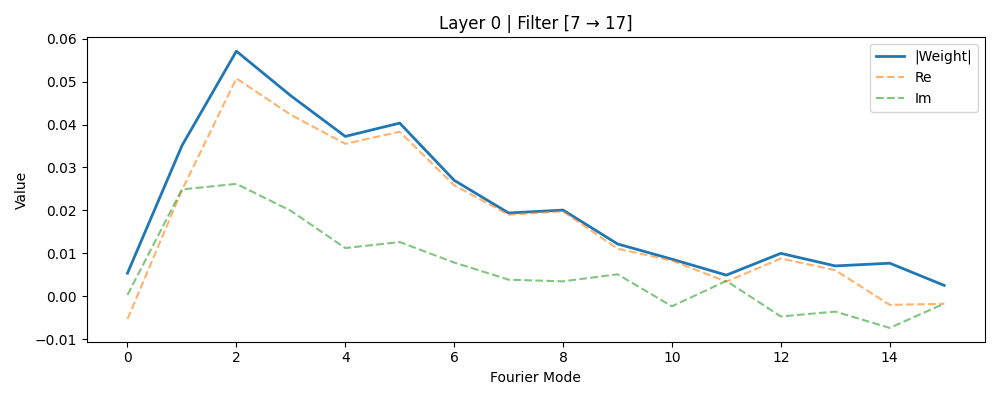 Layer 0 | Filter [7 → 17]
|Weight|
Re
Im
Value
0.06
0.05
0.04
0.03
0.02
0.01
0.00
−0.01
0 2 4 6 8 10 12 14
Fourier Mode